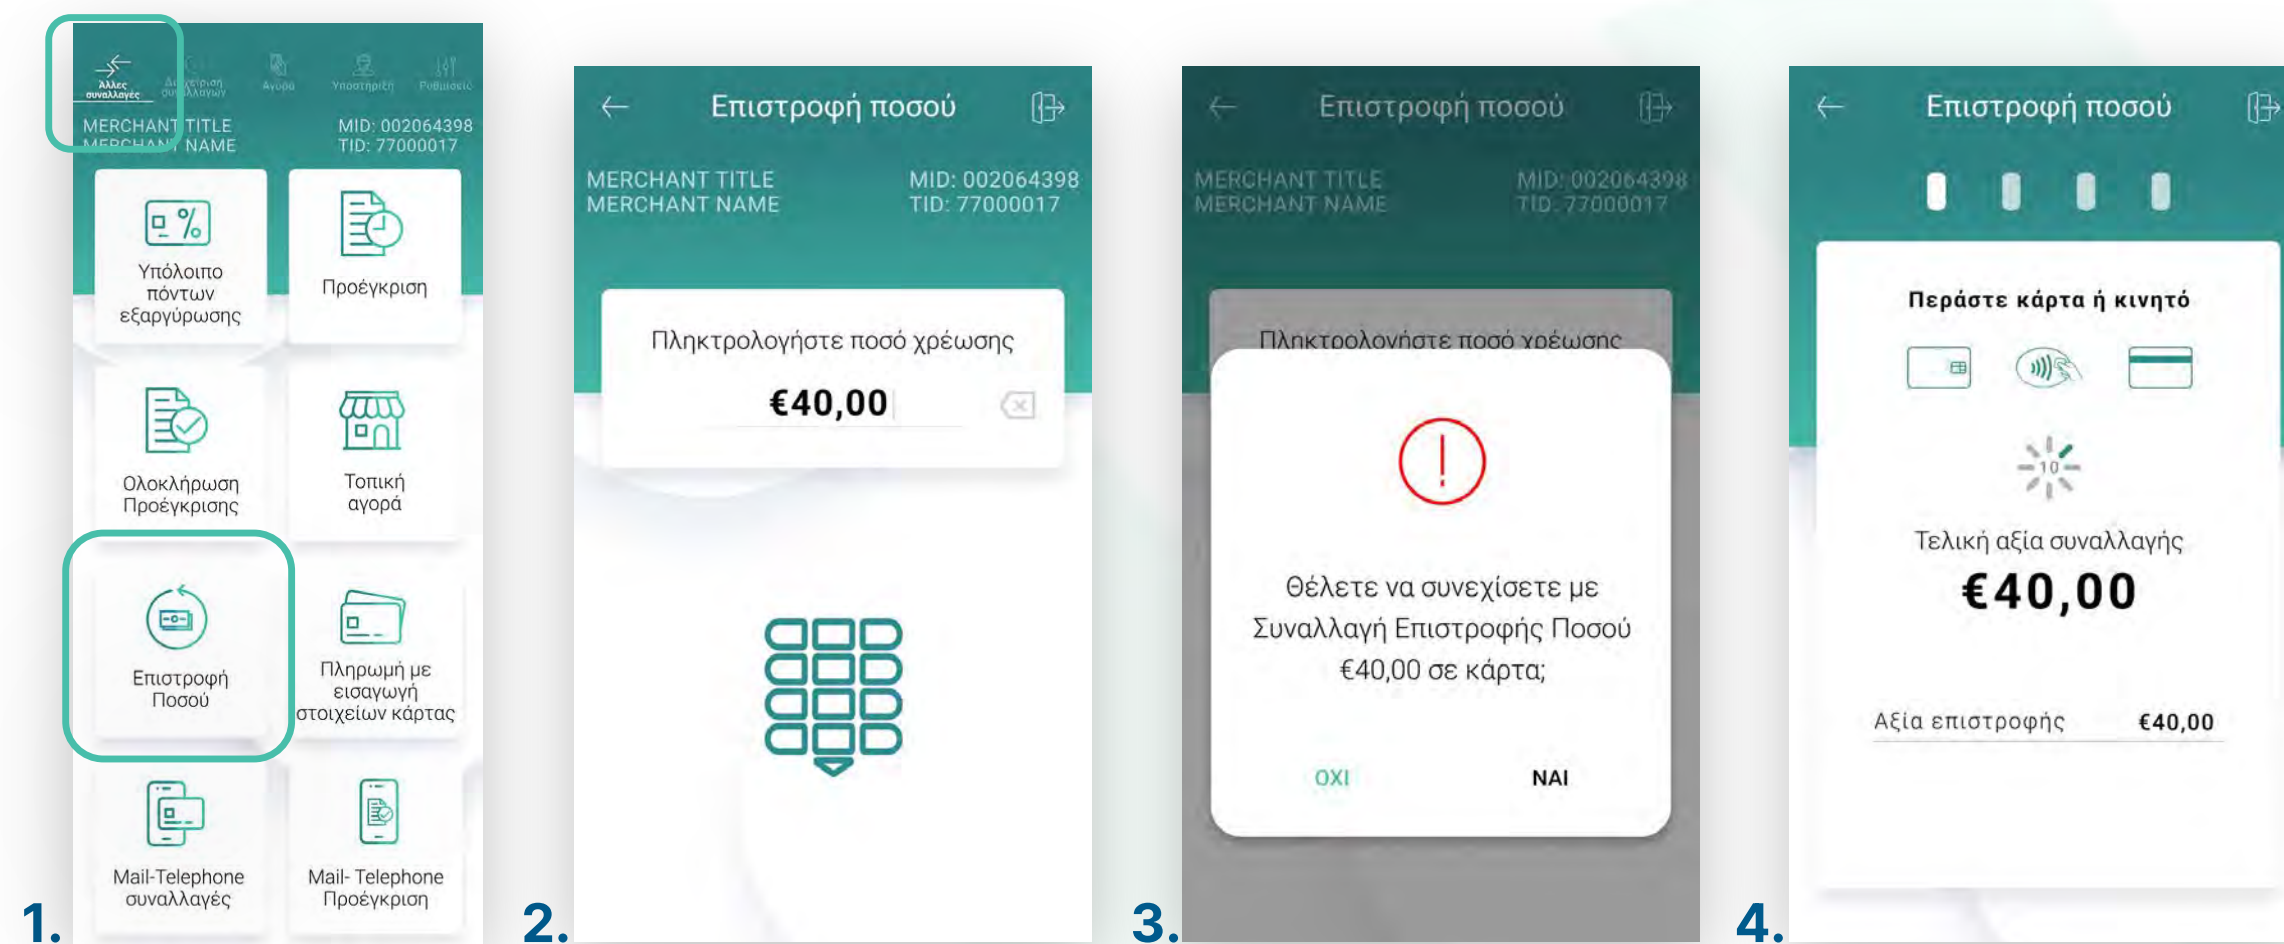 Άλλες
συναλλαγές
Διαχείριση
συναλλαγών
Αγορά
Υποστήριξη
Ρυθμίσεις
MERCHANT TITLE
MERCHANT NAME
MID: 002064398
TID: 77000017
Υπόλοιπο
πόντων
εξαργύρωσης
Προέγκριση
Ολοκλήρωση
Προέγκρισης
Τοπική
αγορά
Επιστροφή
Ποσού
Πληρωμή με
εισαγωγή
στοιχείων κάρτας
Mail-Telephone
συναλλαγές
Mail- Telephone
Προέγκριση
1.
Επιστροφή ποσού
MERCHANT TITLE
MERCHANT NAME
MID: 002064398
TID: 77000017
Πληκτρολογήστε ποσό χρέωσης
€40,00
2.
Επιστροφή ποσού
MERCHANT TITLE
MERCHANT NAME
MID: 002064398
TID: 77000017
Πληκτρολογήστε ποσό χρέωσης
Θέλετε να συνεχίσετε με
Συναλλαγή Επιστροφής Ποσού
€40,00 σε κάρτα;
ΟΧΙ
ΝΑΙ
3.
Επιστροφή ποσού
Περάστε κάρτα ή κινητό
10
Τελική αξία συναλλαγής
€40,00
Αξία επιστροφής €40,00
4.